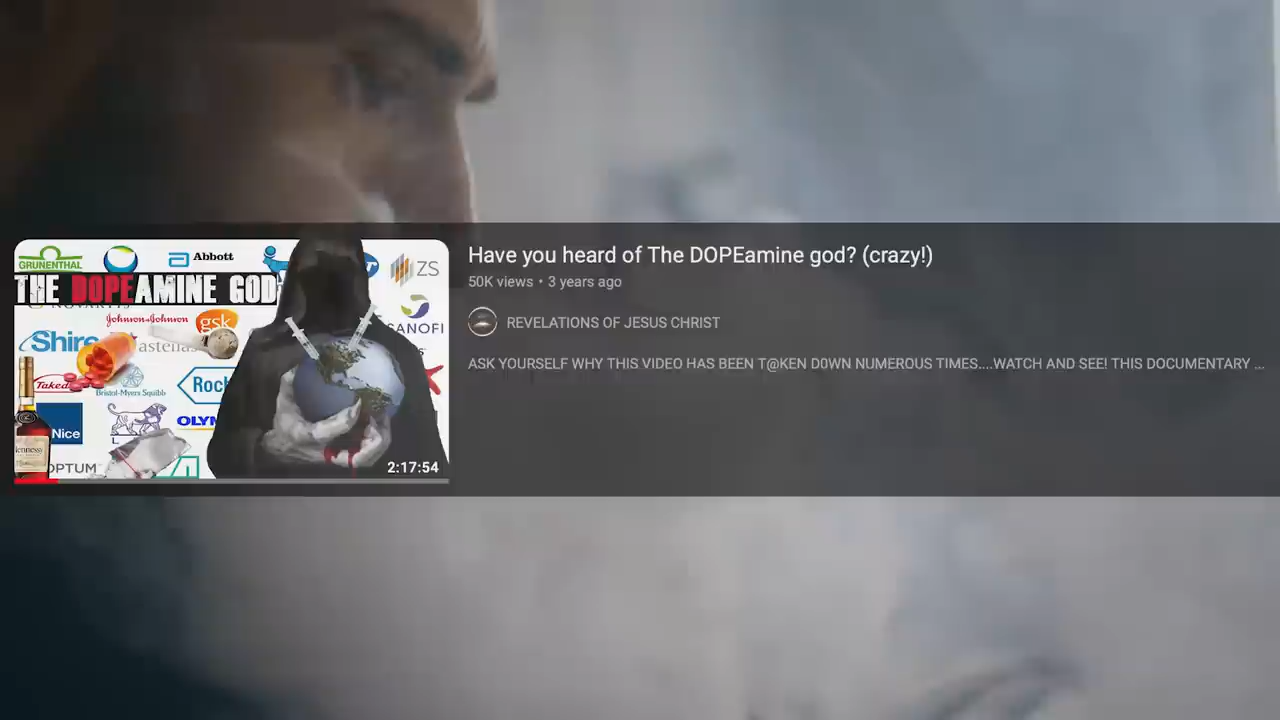 Have you heard of The DOPEamine god? (crazy!)
50K views • 3 years ago
REVELATIONS OF JESUS CHRIST
ASK YOURSELF WHY THIS VIDEO HAS BEEN T@KEN D0WN NUMEROUS TIMES....WATCH AND SEE! THIS DOCUMENTARY ...
GRUNENTHAL
Abbott
ZS
THE DOPEAMINE GOD
Johnson & Johnson
gsk
SANOFI
Shire
astellas
Takeda
Bristol-Myers Squibb
Roc
Nice
OLYM
Hennessy
OPTUM
2:17:54